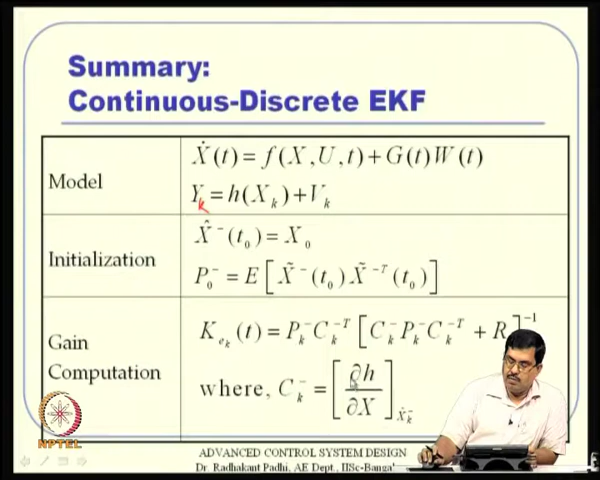 Summary:
Continuous-Discrete EKF
Model
Ẋ(t) = f(X,U,t) + G(t)W(t)
Y_k = h(X_k) + V_k
k
Initialization
X̂⁻(t₀) = X₀
P₀⁻ = E[X̃⁻(t₀) X̃⁻ᵀ(t₀)]
Gain
Computation
K_{e_k}(t) = P_k⁻ C_k⁻ᵀ [C_k⁻ P_k⁻ C_k⁻ᵀ + R]⁻¹
where, C_k⁻ = [∂h/∂X]_{X̂_k⁻}
NPTEL
ADVANCED CONTROL SYSTEM DESIGN
Dr. Radhakant Padhi, AE Dept., IISc-Banga